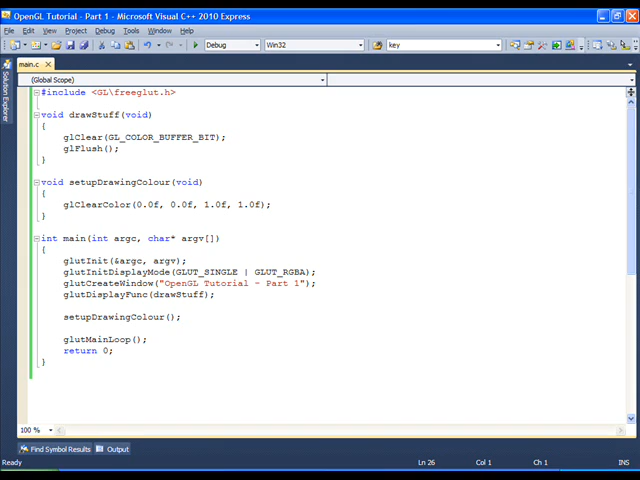 OpenGL Tutorial - Part 1 - Microsoft Visual C++ 2010 Express
File Edit View Project Debug Tools Window Help
Debug Win32 key
main.c
Solution Explorer
(Global Scope)
#include <GL\freeglut.h>
void drawStuff(void)
{
glClear(GL_COLOR_BUFFER_BIT);
glFlush();
}
void setupDrawingColour(void)
{
glClearColor(0.0f, 0.0f, 1.0f, 1.0f);
}
int main(int argc, char* argv[])
{
glutInit(&argc, argv);
glutInitDisplayMode(GLUT_SINGLE | GLUT_RGBA);
glutCreateWindow("OpenGL Tutorial - Part 1");
glutDisplayFunc(drawStuff);
setupDrawingColour();
glutMainLoop();
return 0;
}
100 %
Find Symbol Results Output
Ready Ln 26 Col 1 Ch 1 INS